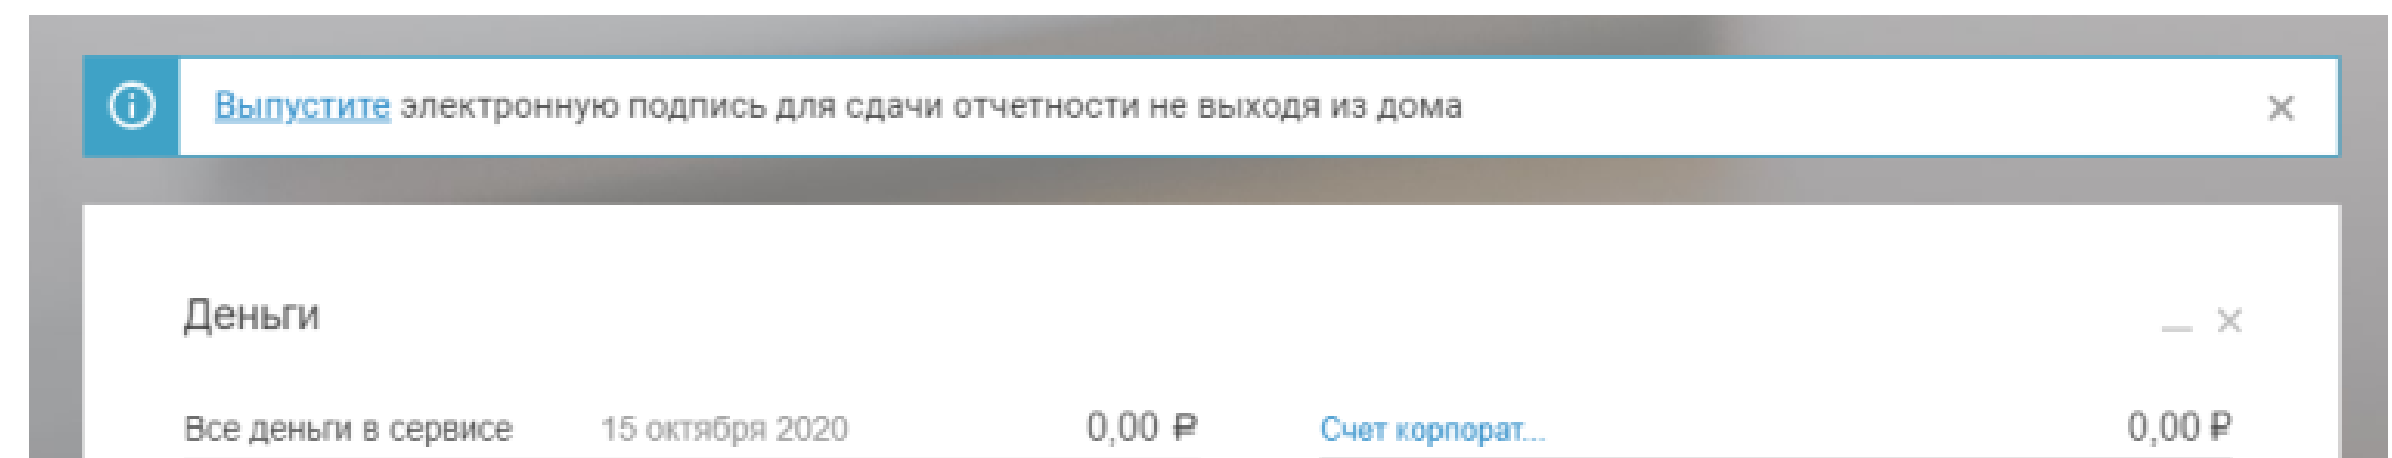 Выпустите электронную подпись для сдачи отчетности не выходя из дома
Деньги
Все деньги в сервисе 15 октября 2020 0,00 ₽ Счет корпорат... 0,00 ₽